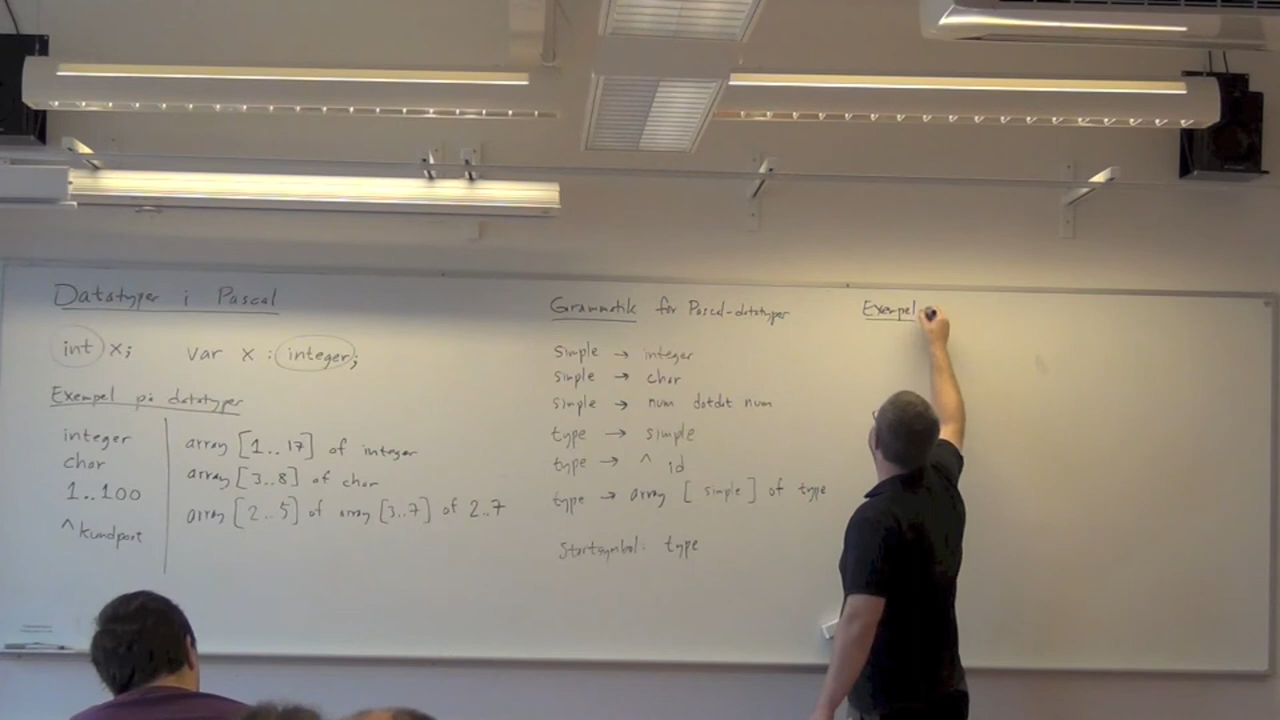 Datatyper i Pascal
int x; var x : integer;
Exempel på datatyper
integer
char
1..100
^kundpost
array [1..17] of integer
array [3..8] of char
array [2..5] of array [3..7] of 2..7
Grammatik för Pascal-datatyper
simple → integer
simple → char
simple → num dotdot num
type → simple
type → ^ id
type → array [ simple ] of type
Startsymbol: type
Exempel